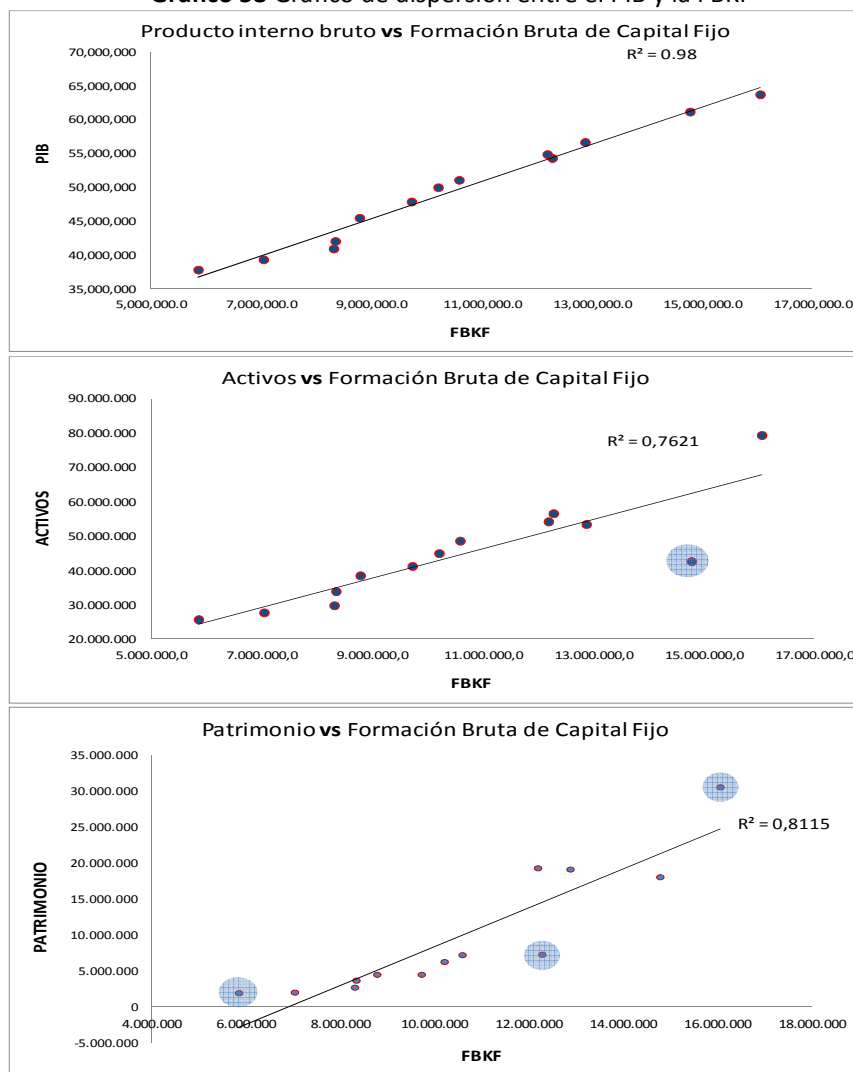 Gráfico 38 Gráfico de dispersión entre el PIB y la FBKF
Producto interno bruto vs Formación Bruta de Capital Fijo
R² = 0.98
70,000,000
65,000,000
60,000,000
55,000,000
50,000,000
45,000,000
40,000,000
35,000,000
PIB
5,000,000.0 7,000,000.0 9,000,000.0 11,000,000.0 13,000,000.0 15,000,000.0 17,000,000.0
FBKF
Activos vs Formación Bruta de Capital Fijo
R² = 0,7621
90.000.000
80.000.000
70.000.000
60.000.000
50.000.000
40.000.000
30.000.000
20.000.000
ACTIVOS
5.000.000,0 7.000.000,0 9.000.000,0 11.000.000,0 13.000.000,0 15.000.000,0 17.000.000,0
FBKF
Patrimonio vs Formación Bruta de Capital Fijo
R² = 0,8115
35.000.000
30.000.000
25.000.000
20.000.000
15.000.000
10.000.000
5.000.000
0
-5.000.000
PATRIMONIO
4.000.000 6.000.000 8.000.000 10.000.000 12.000.000 14.000.000 16.000.000 18.000.000
FBKF